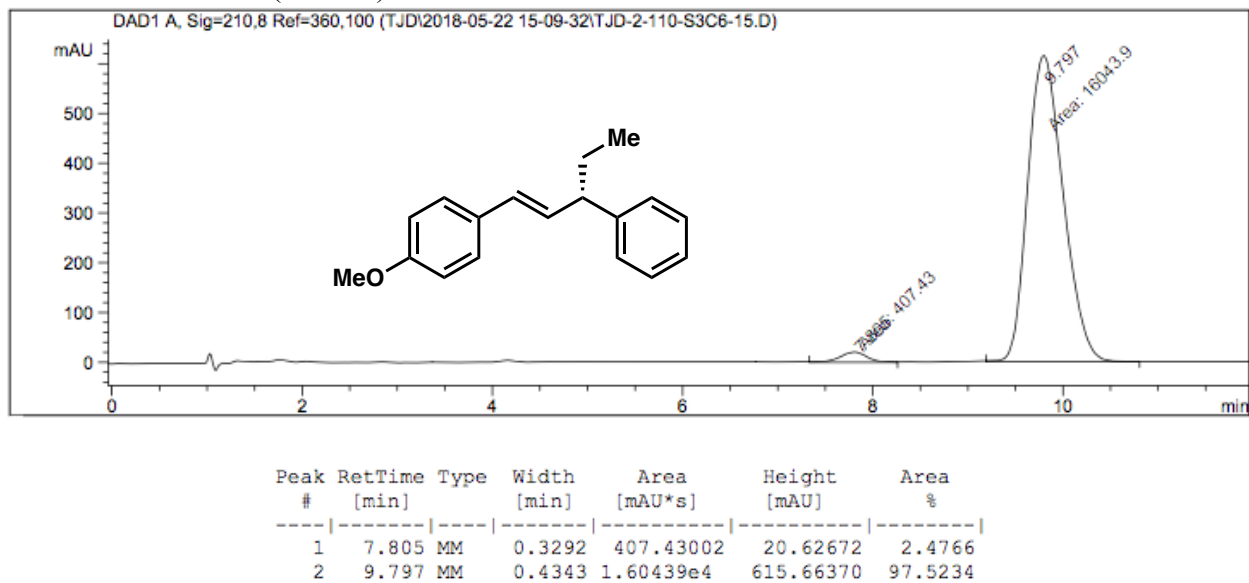 DAD1 A, Sig=210,8 Ref=360,100 (TJD\2018-05-22 15-09-32\TJD-2-110-S3C6-15.D)
mAU
500
400
300
200
100
0
Me
MeO
7.805
Area: 407.43
9.797
Area: 16043.9
0 2 4 6 8 10 min
Peak RetTime Type Width Area Height Area
# [min] [min] [mAU*s] [mAU] %
----|-------|----|-------|----------|----------|--------|
1 7.805 MM 0.3292 407.43002 20.62672 2.4766
2 9.797 MM 0.4343 1.60439e4 615.66370 97.5234